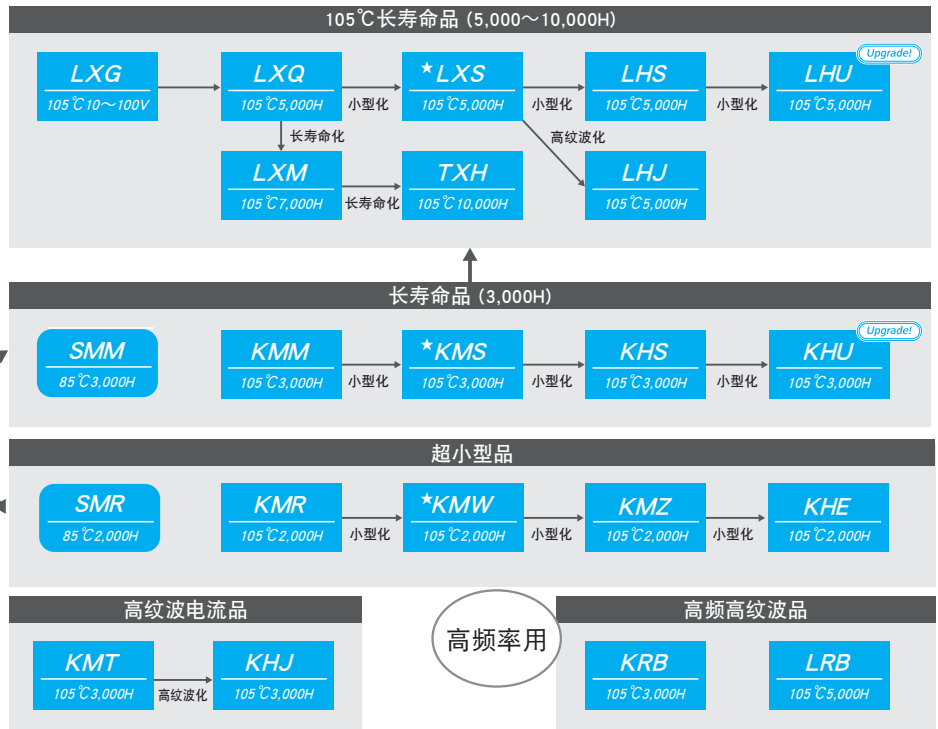 105℃长寿命品 (5,000～10,000H)
Upgrade!
LXG
105℃10～100V
LXQ
105℃5,000H
小型化
★LXS
105℃5,000H
小型化
LHS
105℃5,000H
小型化
LHU
105℃5,000H
长寿命化
高纹波化
LXM
105℃7,000H
长寿命化
TXH
105℃10,000H
LHJ
105℃5,000H
长寿命品 (3,000H)
Upgrade!
SMM
85℃3,000H
KMM
105℃3,000H
小型化
★KMS
105℃3,000H
小型化
KHS
105℃3,000H
小型化
KHU
105℃3,000H
超小型品
SMR
85℃2,000H
KMR
105℃2,000H
小型化
★KMW
105℃2,000H
小型化
KMZ
105℃2,000H
小型化
KHE
105℃2,000H
高纹波电流品
KMT
105℃3,000H
高纹波化
KHJ
105℃3,000H
高频率用
高频高纹波品
KRB
105℃3,000H
LRB
105℃5,000H